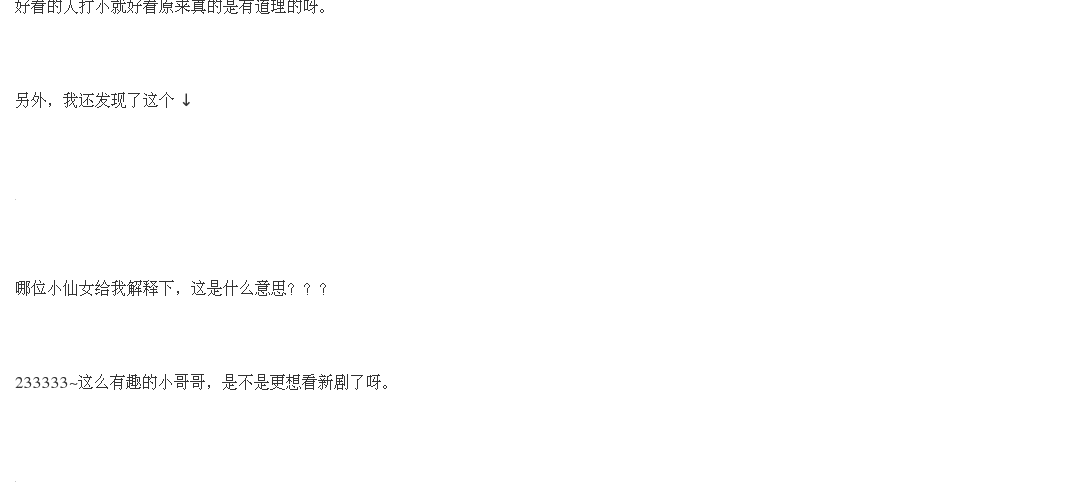 好看的人打小就好看原来真的是有道理的呀。
另外，我还发现了这个 ↓
哪位小仙女给我解释下，这是什么意思？？？
233333~这么有趣的小哥哥，是不是更想看新剧了呀。